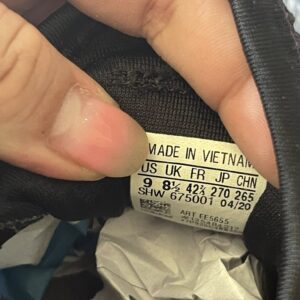 MADE IN VIETNAM
US UK FR JP CHN
9 8½ 42⅔ 270 265
SHW 675001 04/20
ART EE5655